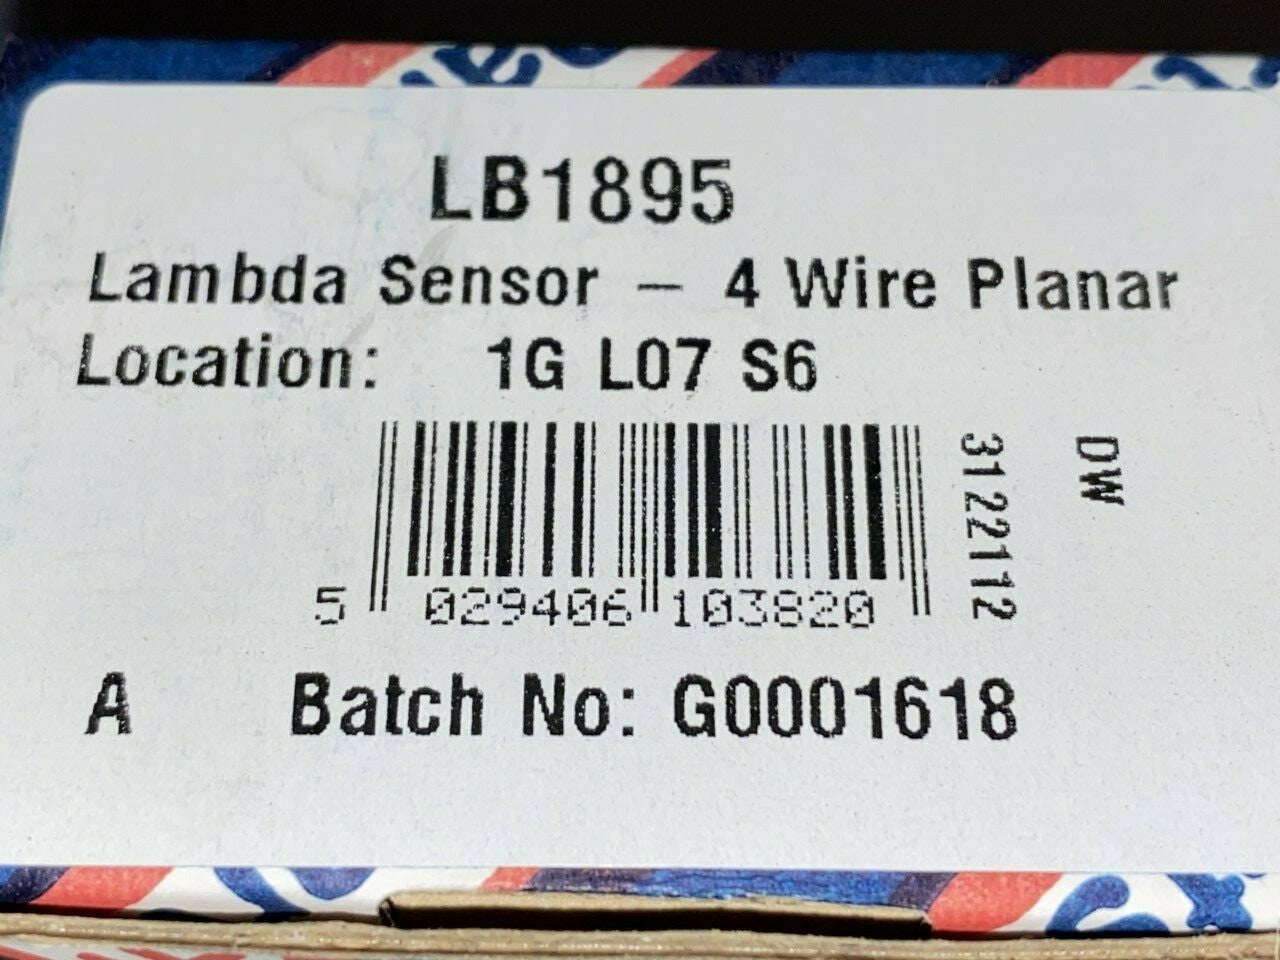 LB1895
Lambda Sensor – 4 Wire Planar
Location: 1G L07 S6
5 029406 103820
3122112
DW
A Batch No: G0001618